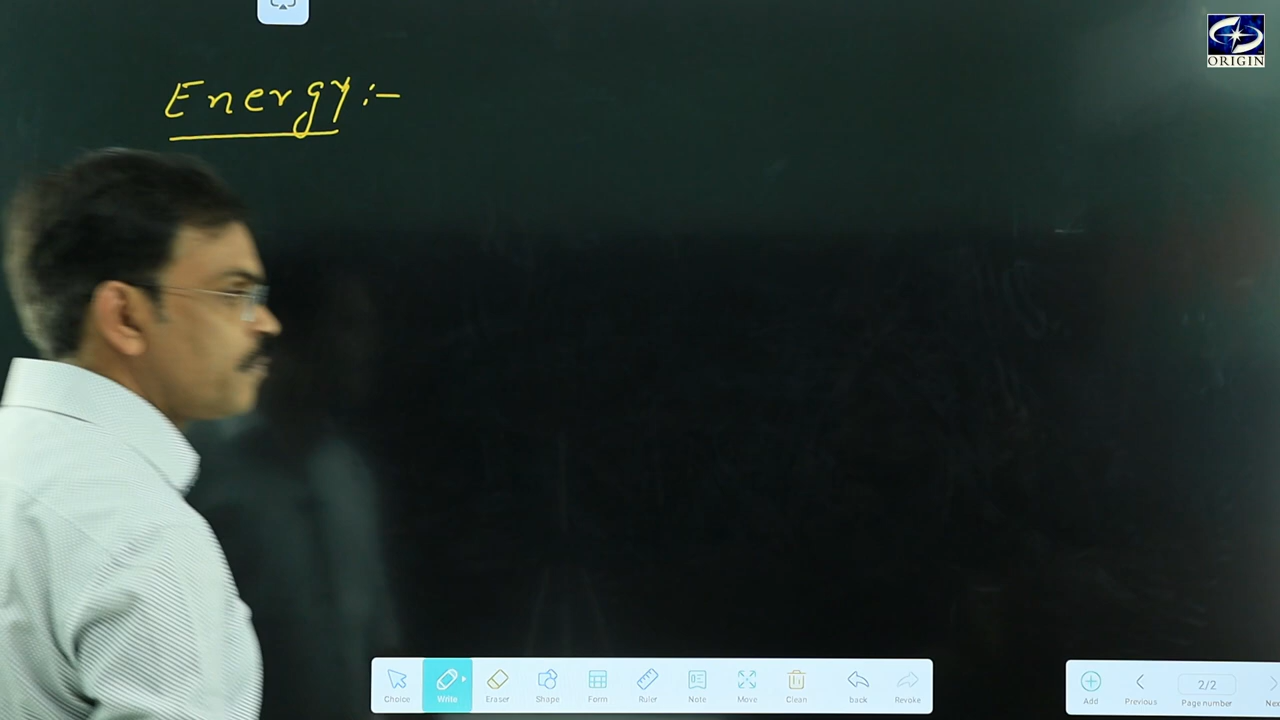 ORIGIN
Energy :-
Choice Write Eraser Shape Form Ruler Note Move Clean back Revoke
Add Previous 2/2 Page number